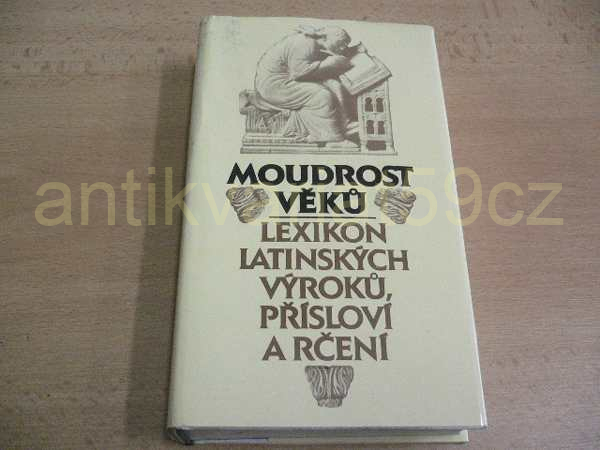 MOUDROST
VĚKŮ
LEXIKON
LATINSKÝCH
VÝROKŮ,
PŘÍSLOVÍ
A RČENÍ